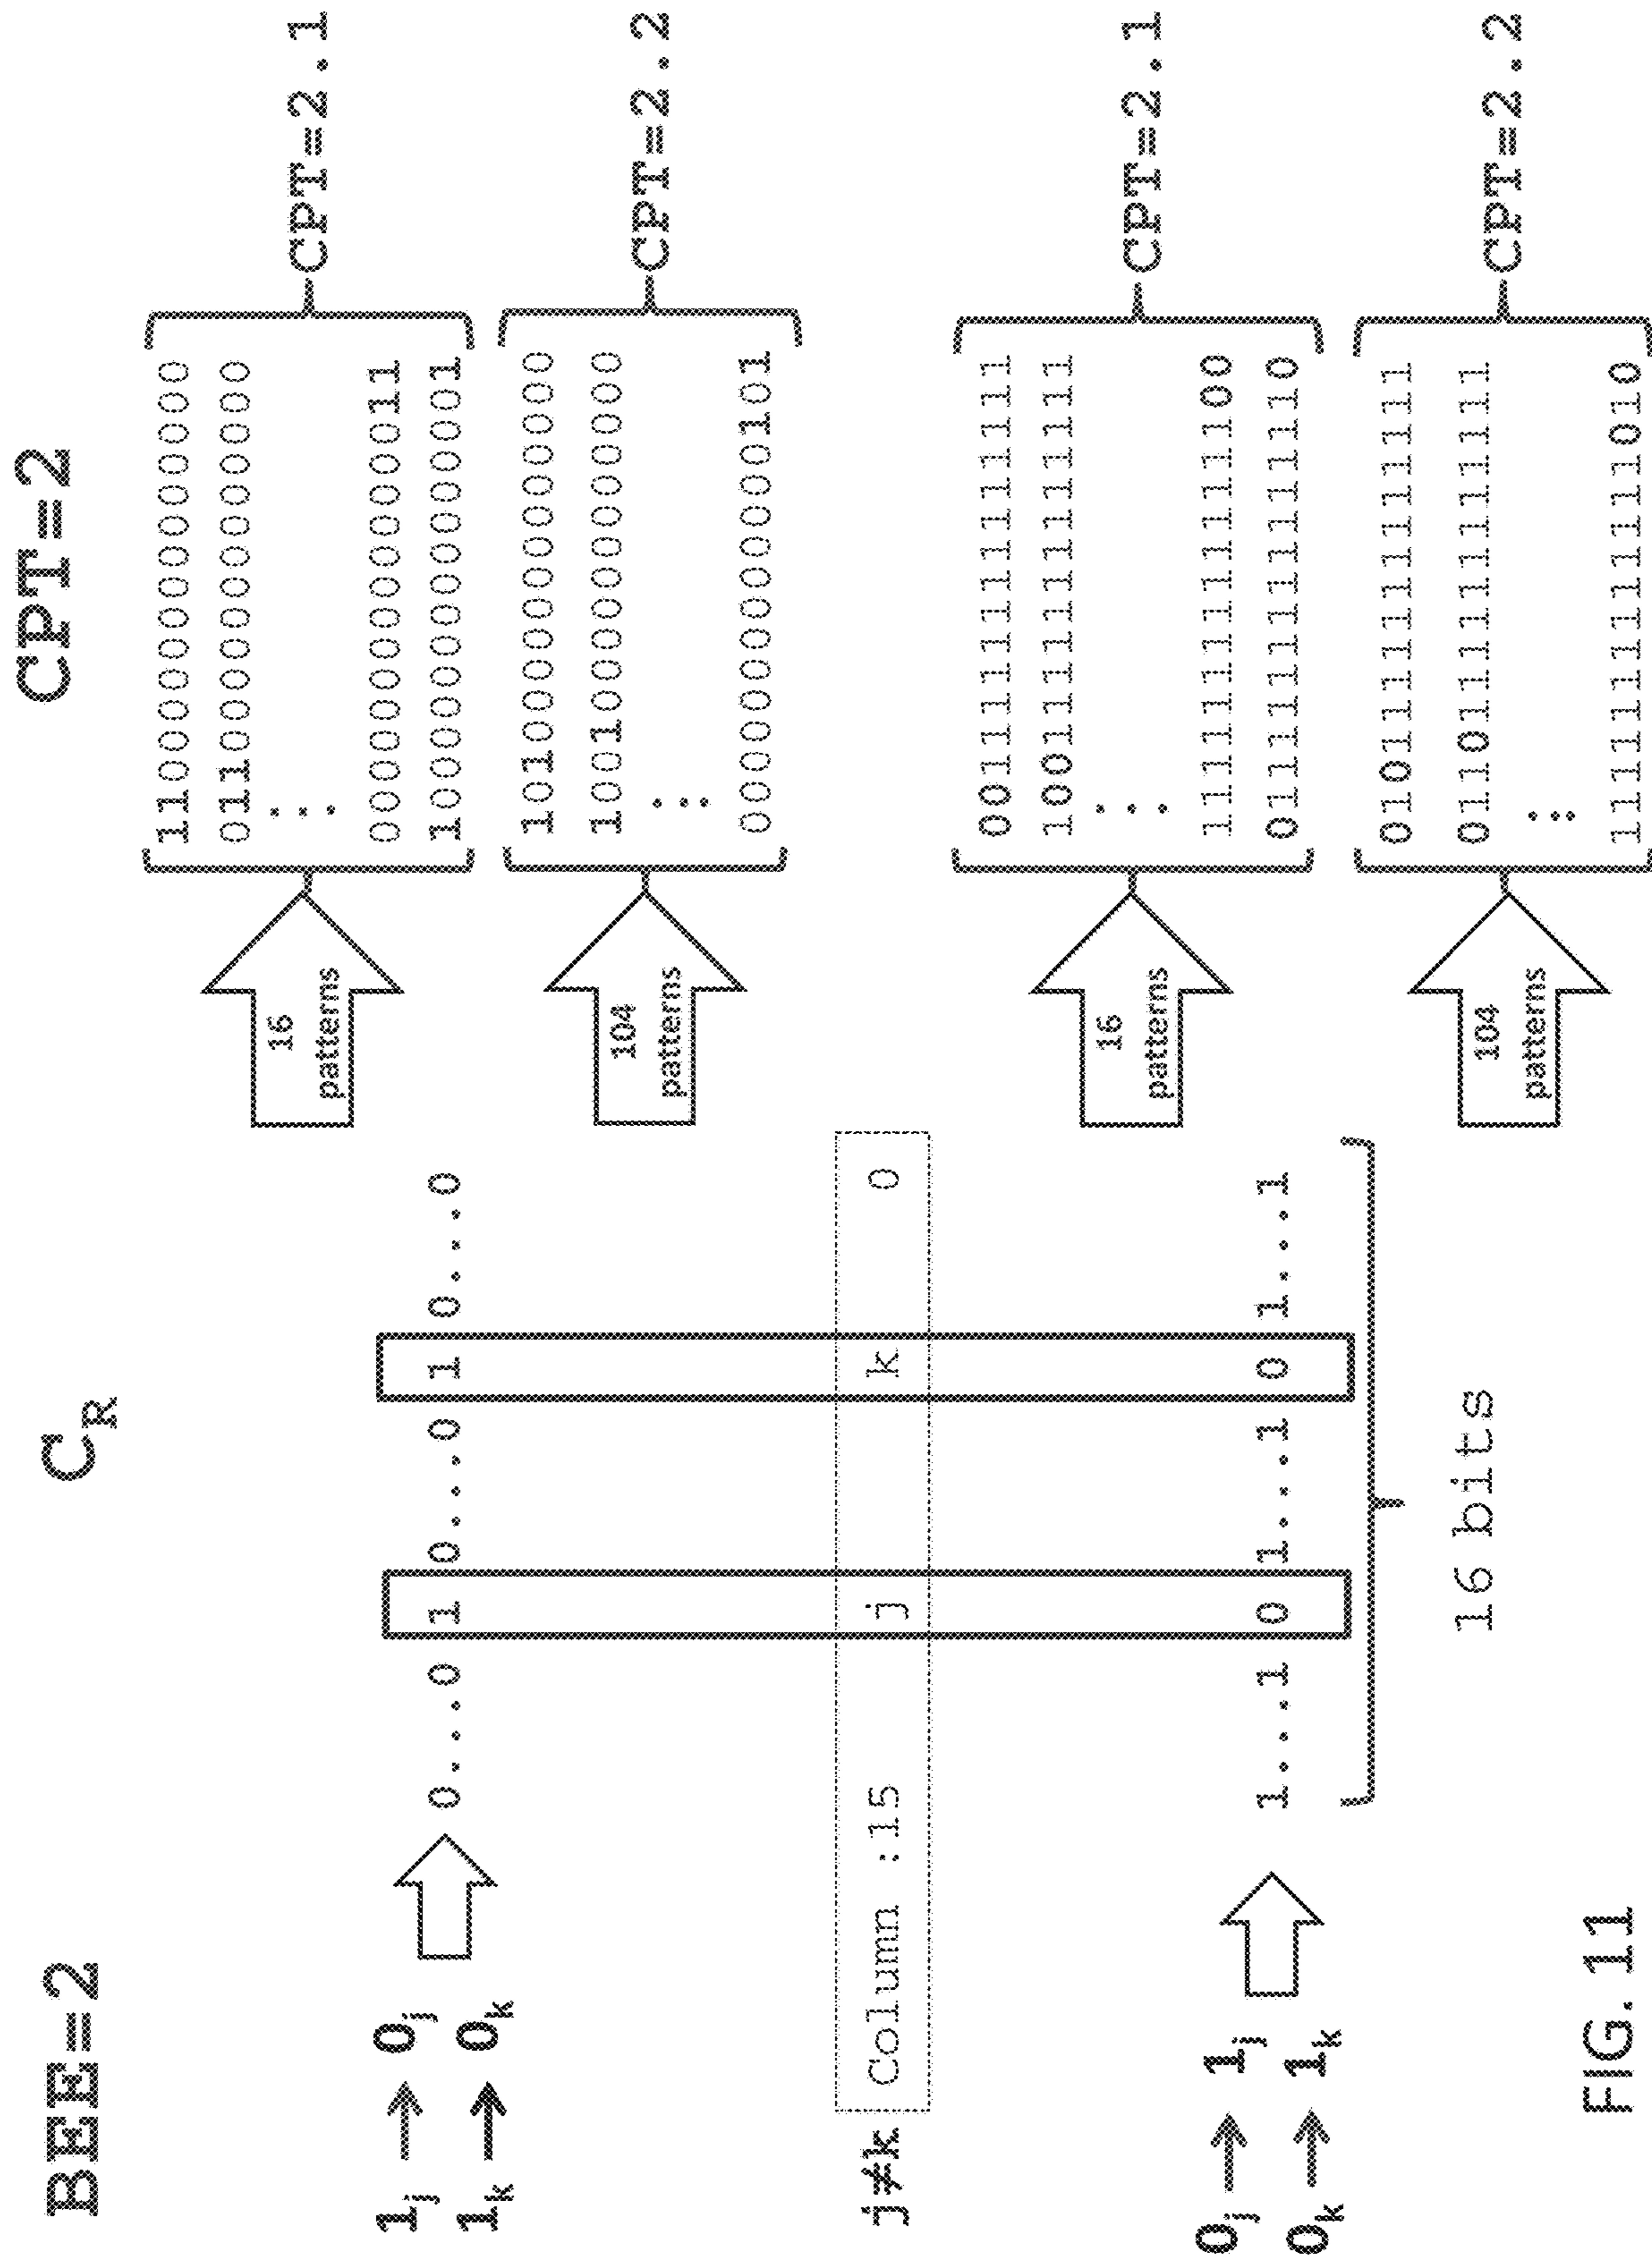 BEE=2
C_R
CPT=2
1_j → 0_j
1_k → 0_k
0...0 1 0...0 1 0...0
16 patterns
1100000000000000
0110000000000000
...
0000000000000011
1000000000000001
CPT=2.1
104 patterns
1010000000000000
1001000000000000
...
0000000000000101
CPT=2.2
j≠k Column :15 j k 0
0_j → 1_j
0_k → 1_k
1...1 0 1...1 0 1...1
16 bits
16 patterns
0011111111111111
1001111111111111
...
1111111111111100
0111111111111110
CPT=2.1
104 patterns
0101111111111111
0110111111111111
...
1111111111111010
CPT=2.2
FIG. 11